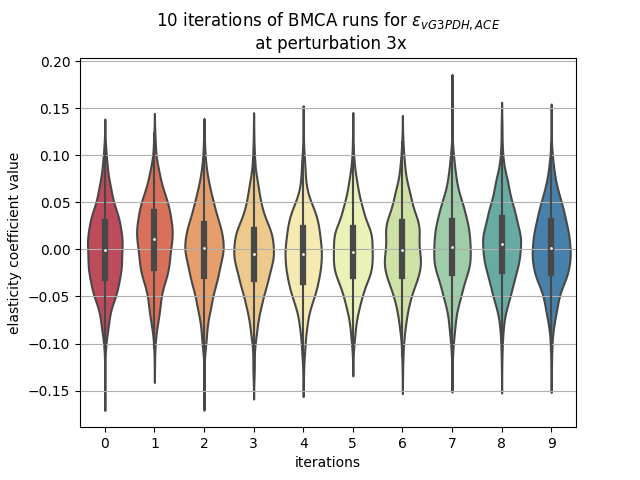 10 iterations of BMCA runs for ε_{vG3PDH, ACE}
at perturbation 3x
elasticity coefficient value
0.20
0.15
0.10
0.05
0.00
−0.05
−0.10
−0.15
0 1 2 3 4 5 6 7 8 9
iterations